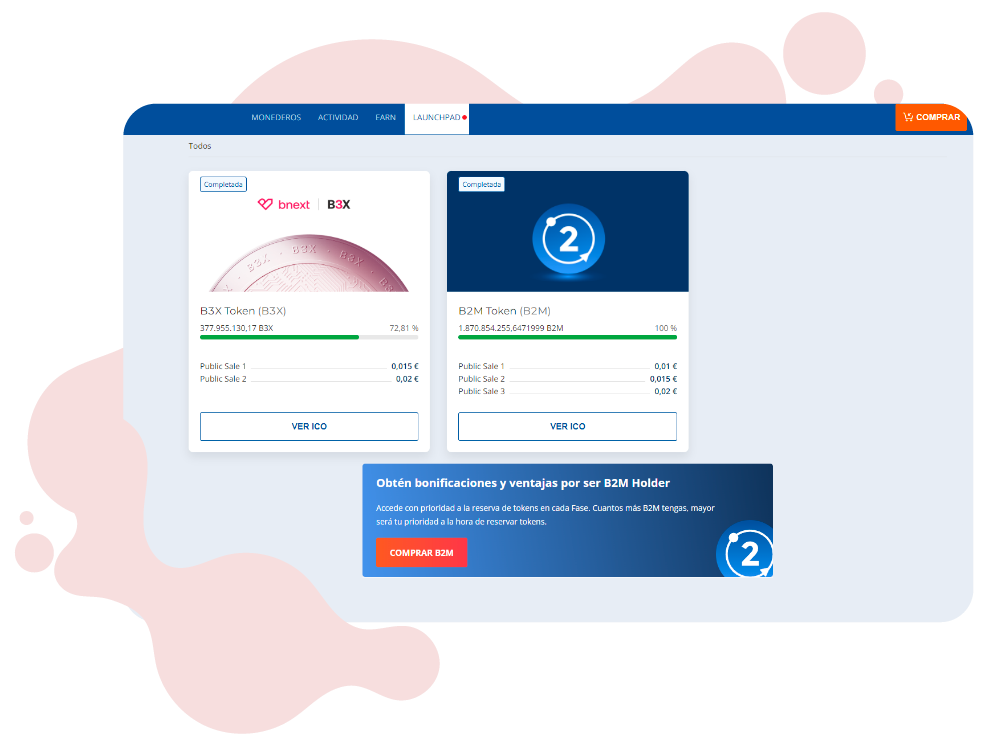 MONEDEROS ACTIVIDAD EARN LAUNCHPAD COMPRAR
Todos
Completada
bnext B3X
B3X · B3X · B3X
B3X Token (B3X)
377.955.130,17 B3X 72,81 %
Public Sale 1 0,015 €
Public Sale 2 0,02 €
VER ICO
Completada
2
B2M Token (B2M)
1.870.854.255,6471999 B2M 100 %
Public Sale 1 0,01 €
Public Sale 2 0,015 €
Public Sale 3 0,02 €
VER ICO
Obtén bonificaciones y ventajas por ser B2M Holder
Accede con prioridad a la reserva de tokens en cada Fase. Cuantos más B2M tengas, mayor
será tu prioridad a la hora de reservar tokens.
COMPRAR B2M
2